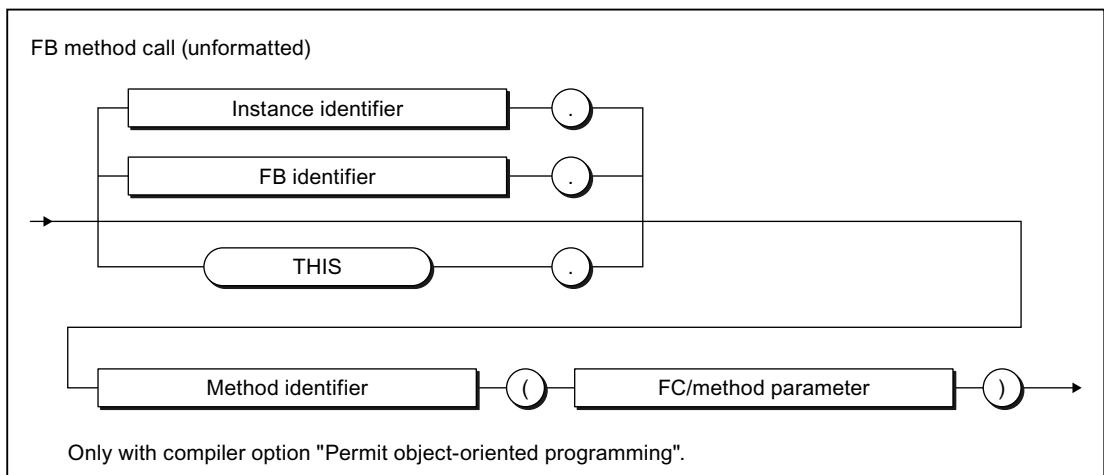 FB method call (unformatted)
Instance identifier .
FB identifier .
THIS .
Method identifier ( FC/method parameter )
Only with compiler option "Permit object-oriented programming".